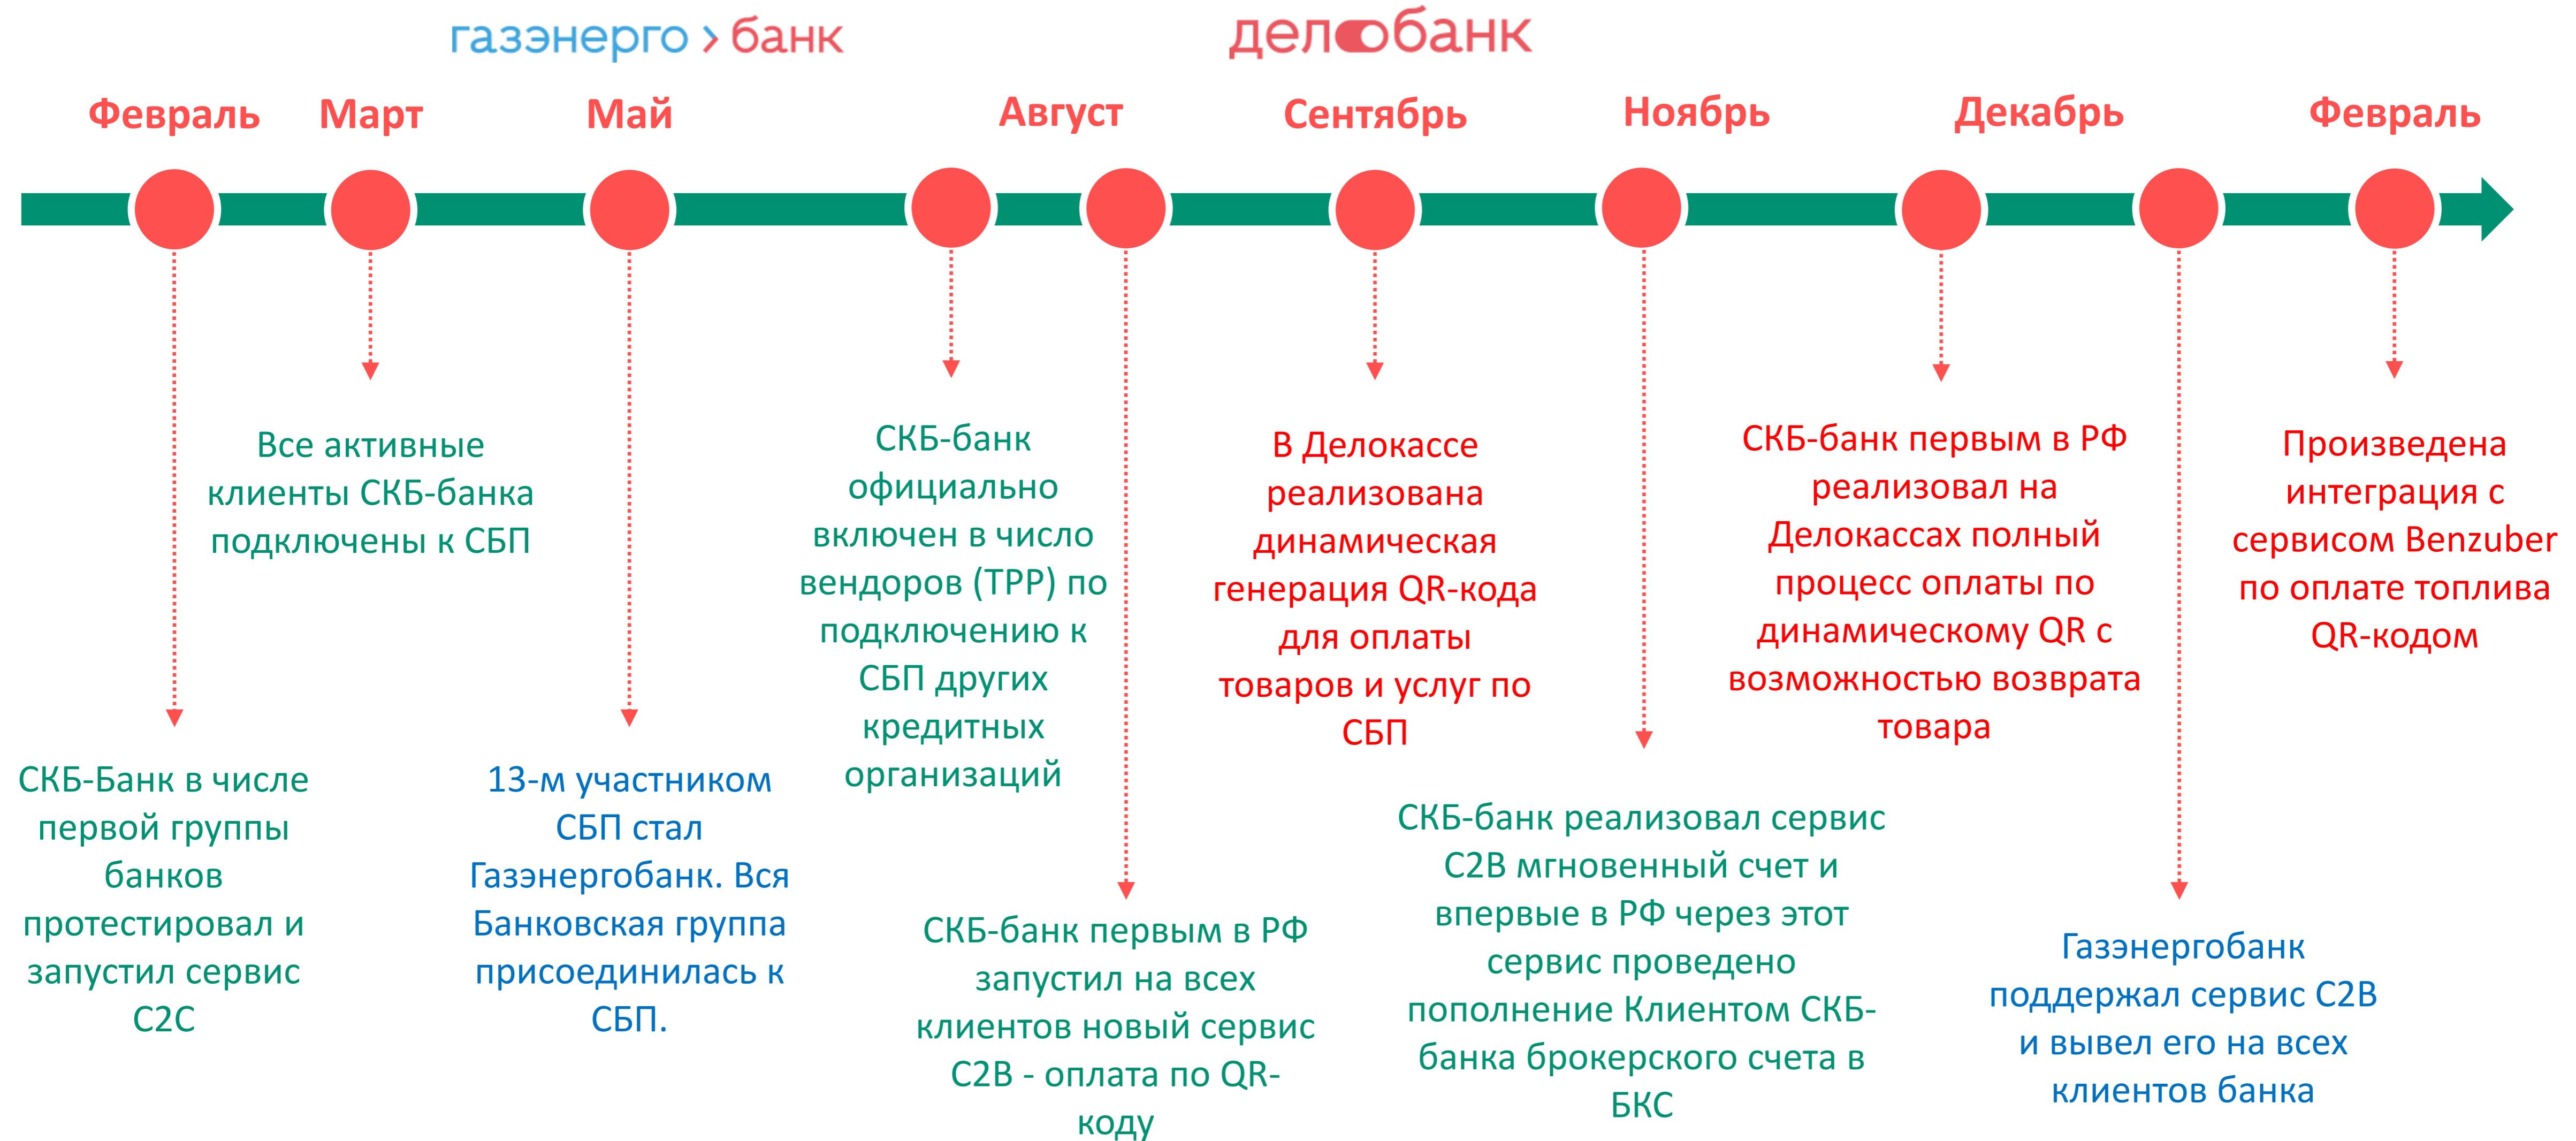 газэнерго > банк
делобанк
Февраль
Март
Май
Август
Сентябрь
Ноябрь
Декабрь
Февраль
СКБ-Банк в числе
первой группы
банков
протестировал и
запустил сервис
С2С
Все активные
клиенты СКБ-банка
подключены к СБП
13-м участником
СБП стал
Газэнергобанк. Вся
Банковская группа
присоединилась к
СБП.
СКБ-банк
официально
включен в число
вендоров (ТРР) по
подключению к
СБП других
кредитных
организаций
СКБ-банк первым в РФ
запустил на всех
клиентов новый сервис
С2В - оплата по QR-
коду
В Делокассе
реализована
динамическая
генерация QR-кода
для оплаты
товаров и услуг по
СБП
СКБ-банк реализовал сервис
С2В мгновенный счет и
впервые в РФ через этот
сервис проведено
пополнение Клиентом СКБ-
банка брокерского счета в
БКС
СКБ-банк первым в РФ
реализовал на
Делокассах полный
процесс оплаты по
динамическому QR с
возможностью возврата
товара
Газэнергобанк
поддержал сервис С2В
и вывел его на всех
клиентов банка
Произведена
интеграция с
сервисом Benzuber
по оплате топлива
QR-кодом